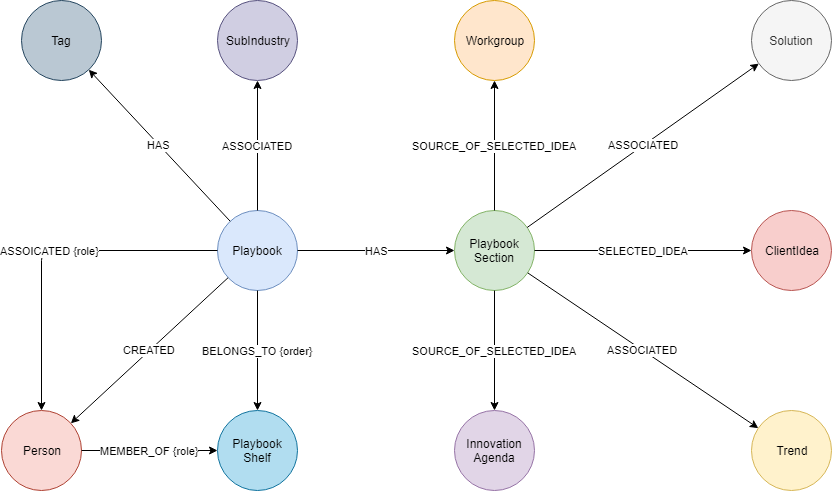 Tag
SubIndustry
Workgroup
Solution
HAS
ASSOCIATED
SOURCE_OF_SELECTED_IDEA
ASSOCIATED
ASSOICATED {role}
Playbook
HAS
Playbook
Section
SELECTED_IDEA
ClientIdea
CREATED
BELONGS_TO {order}
SOURCE_OF_SELECTED_IDEA
ASSOCIATED
Person
MEMBER_OF {role}
Playbook
Shelf
Innovation
Agenda
Trend